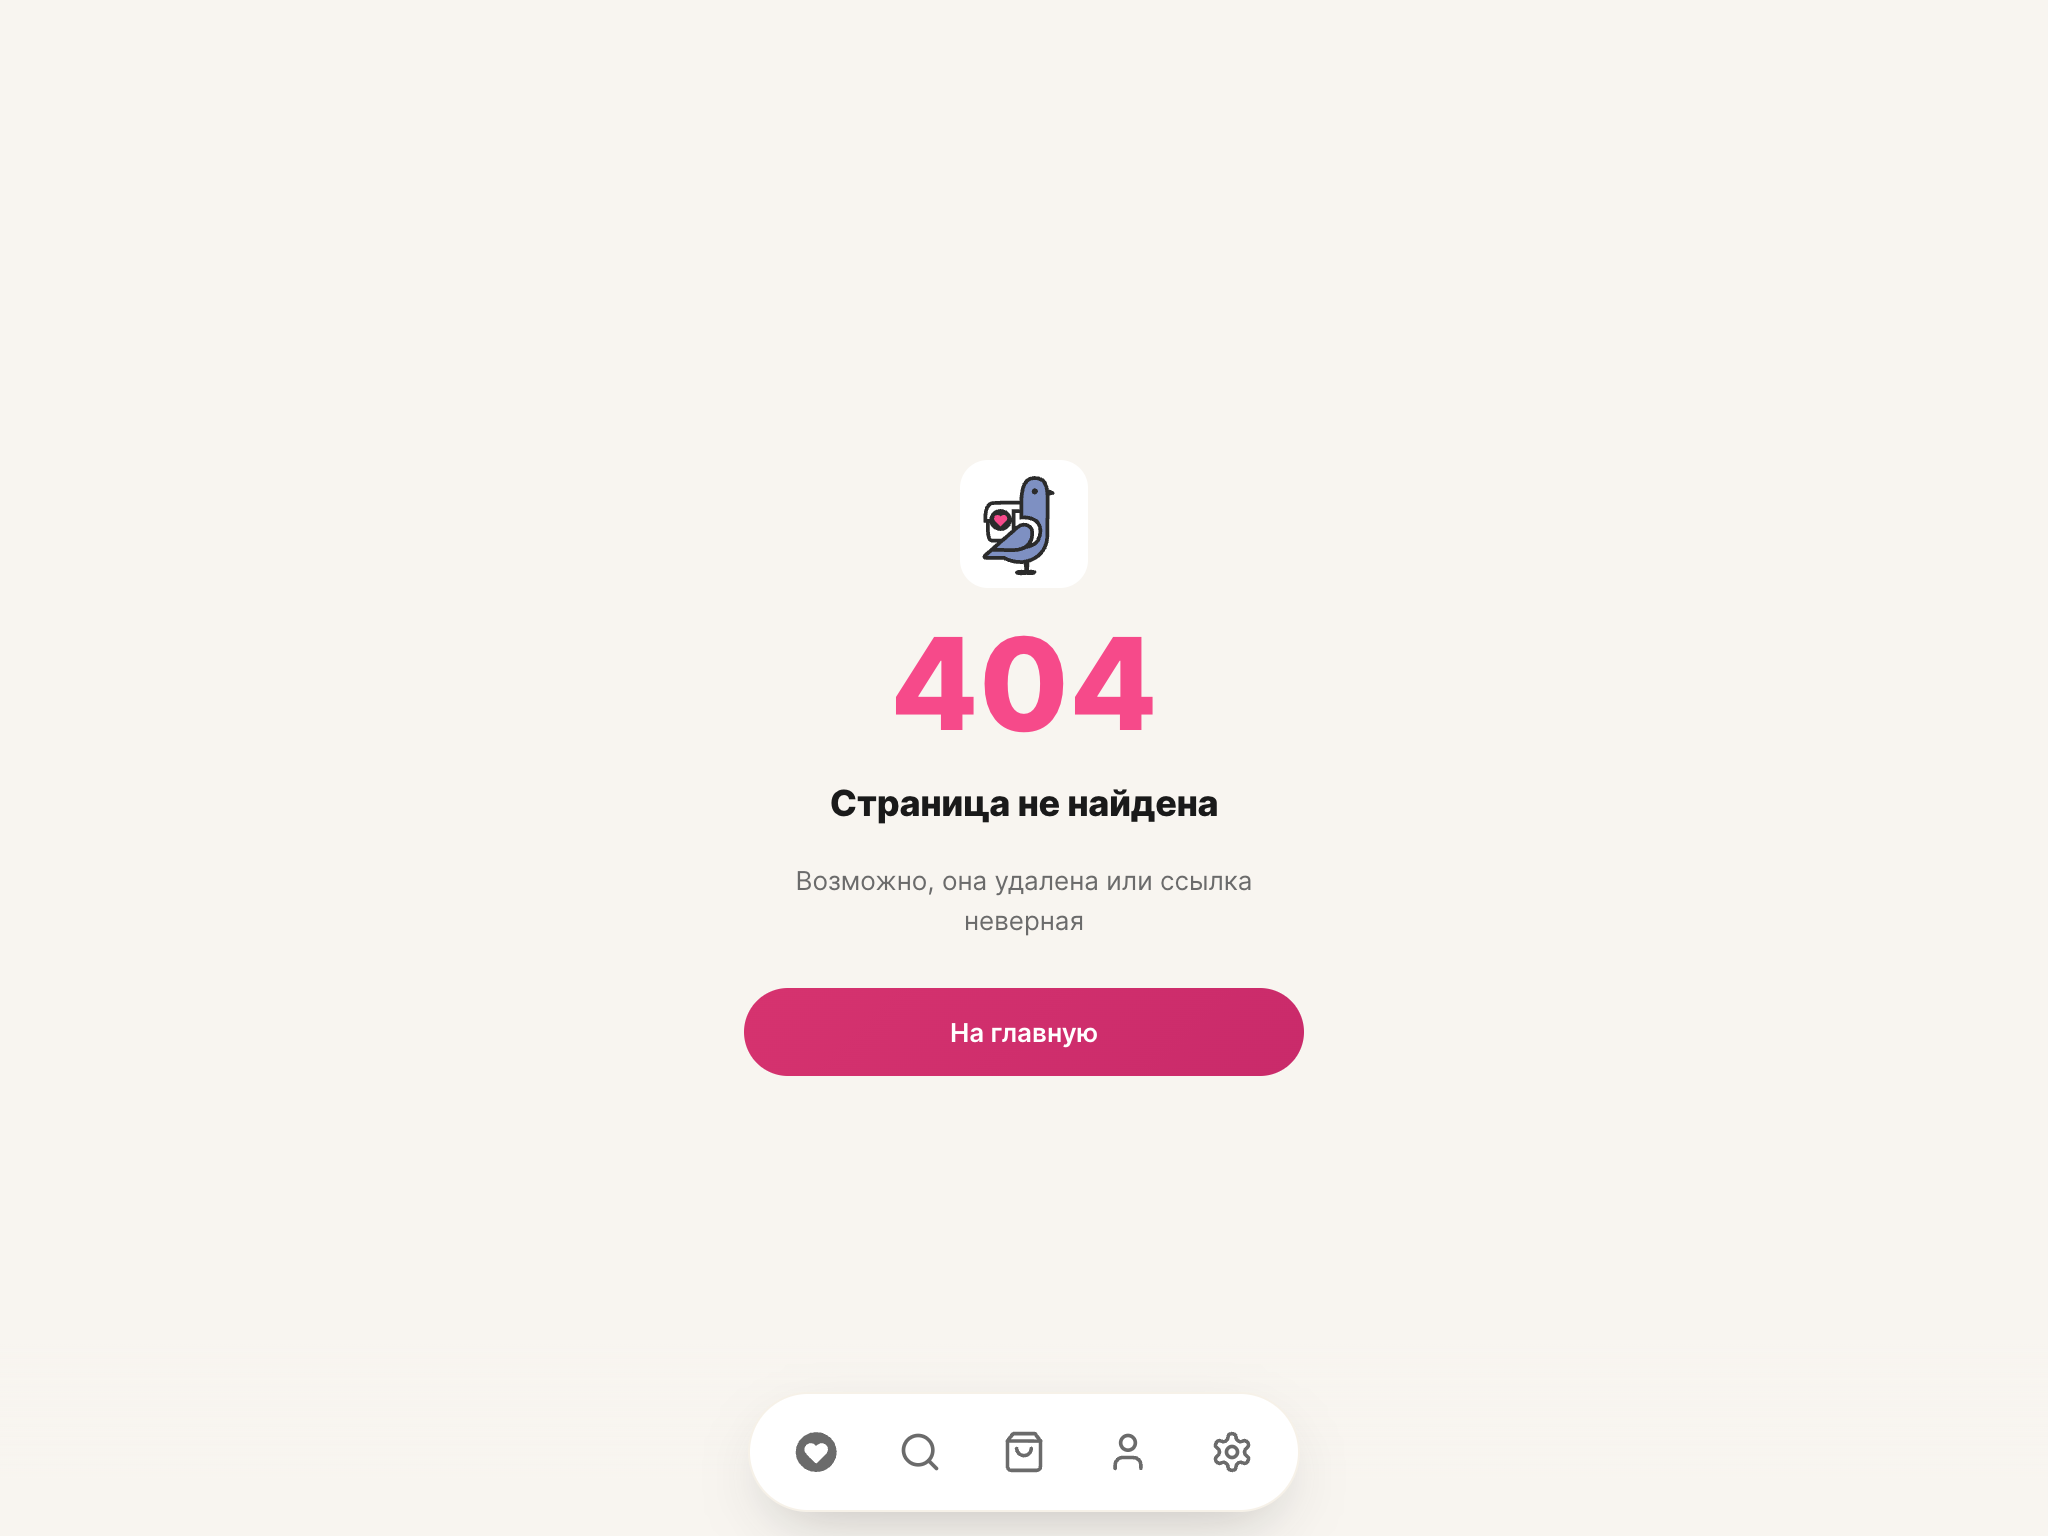 404
Страница не найдена
Возможно, она удалена или ссылка
неверная
На главную